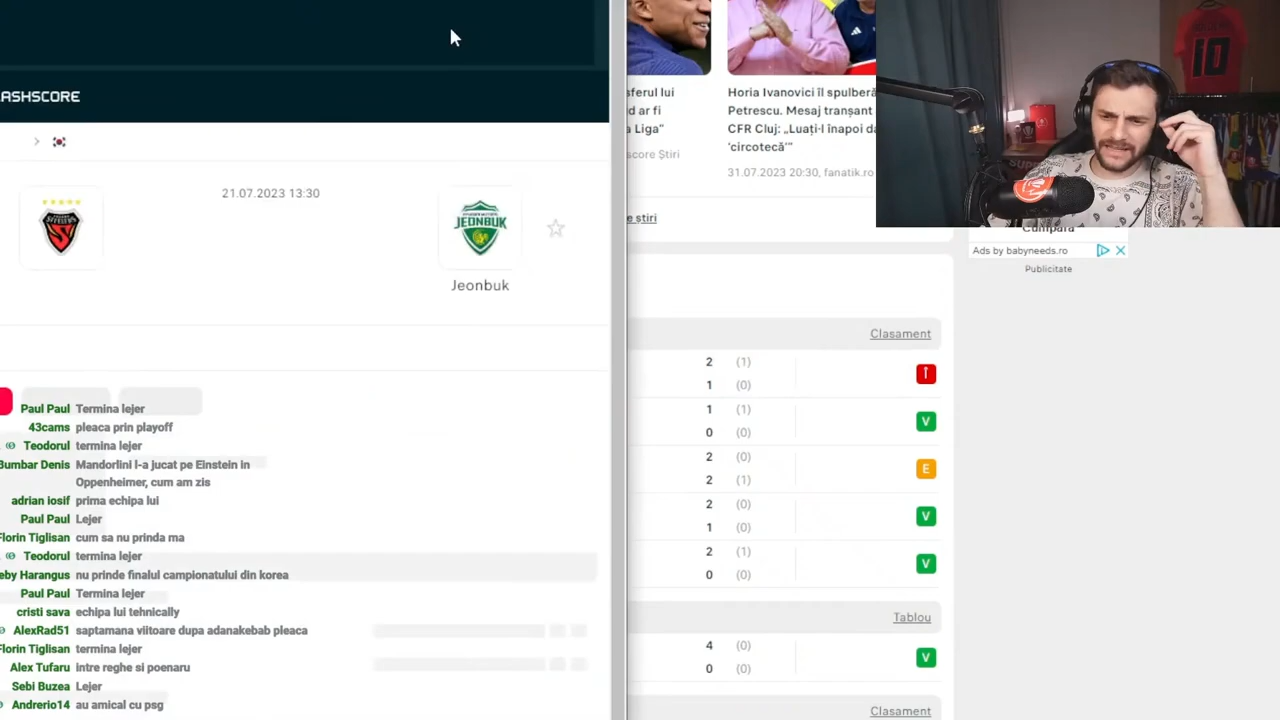 ASHSCORE
21.07.2023 13:30
JEONBUK
Jeonbuk
Paul Paul Termina lejer
43cams pleaca prin playoff
Teodorul termina lejer
Bumbar Denis Mandorlini l-a jucat pe Einstein in
Oppenheimer, cum am zis
adrian iosif prima echipa lui
Paul Paul Lejer
Florin Tiglisan cum sa nu prinda ma
Teodorul termina lejer
eby Harangus nu prinde finalul campionatului din korea
Paul Paul Termina lejer
cristi sava echipa lui tehnically
AlexRad51 saptamana viitoare dupa adanakebab pleaca
Florin Tiglisan termina lejer
Alex Tufaru intre reghe si poenaru
Sebi Buzea Lejer
Andrerio14 au amical cu psg
sferul lui
d ar fi
a Liga"
score Știri
Horia Ivanovici îl spulberă
Petrescu. Mesaj tranșant
CFR Cluj: „Luați-l înapoi da
'circotecă'"
31.07.2023 20:30, fanatik.ro
e știri
10
Cumpără
Ads by babyneeds.ro
Publicitate
Clasament
2 (1)
1 (0)
Î
1 (1)
0 (0)
V
2 (0)
2 (1)
E
2 (0)
1 (0)
V
2 (1)
0 (0)
V
Tablou
4 (0)
0 (0)
V
Clasament